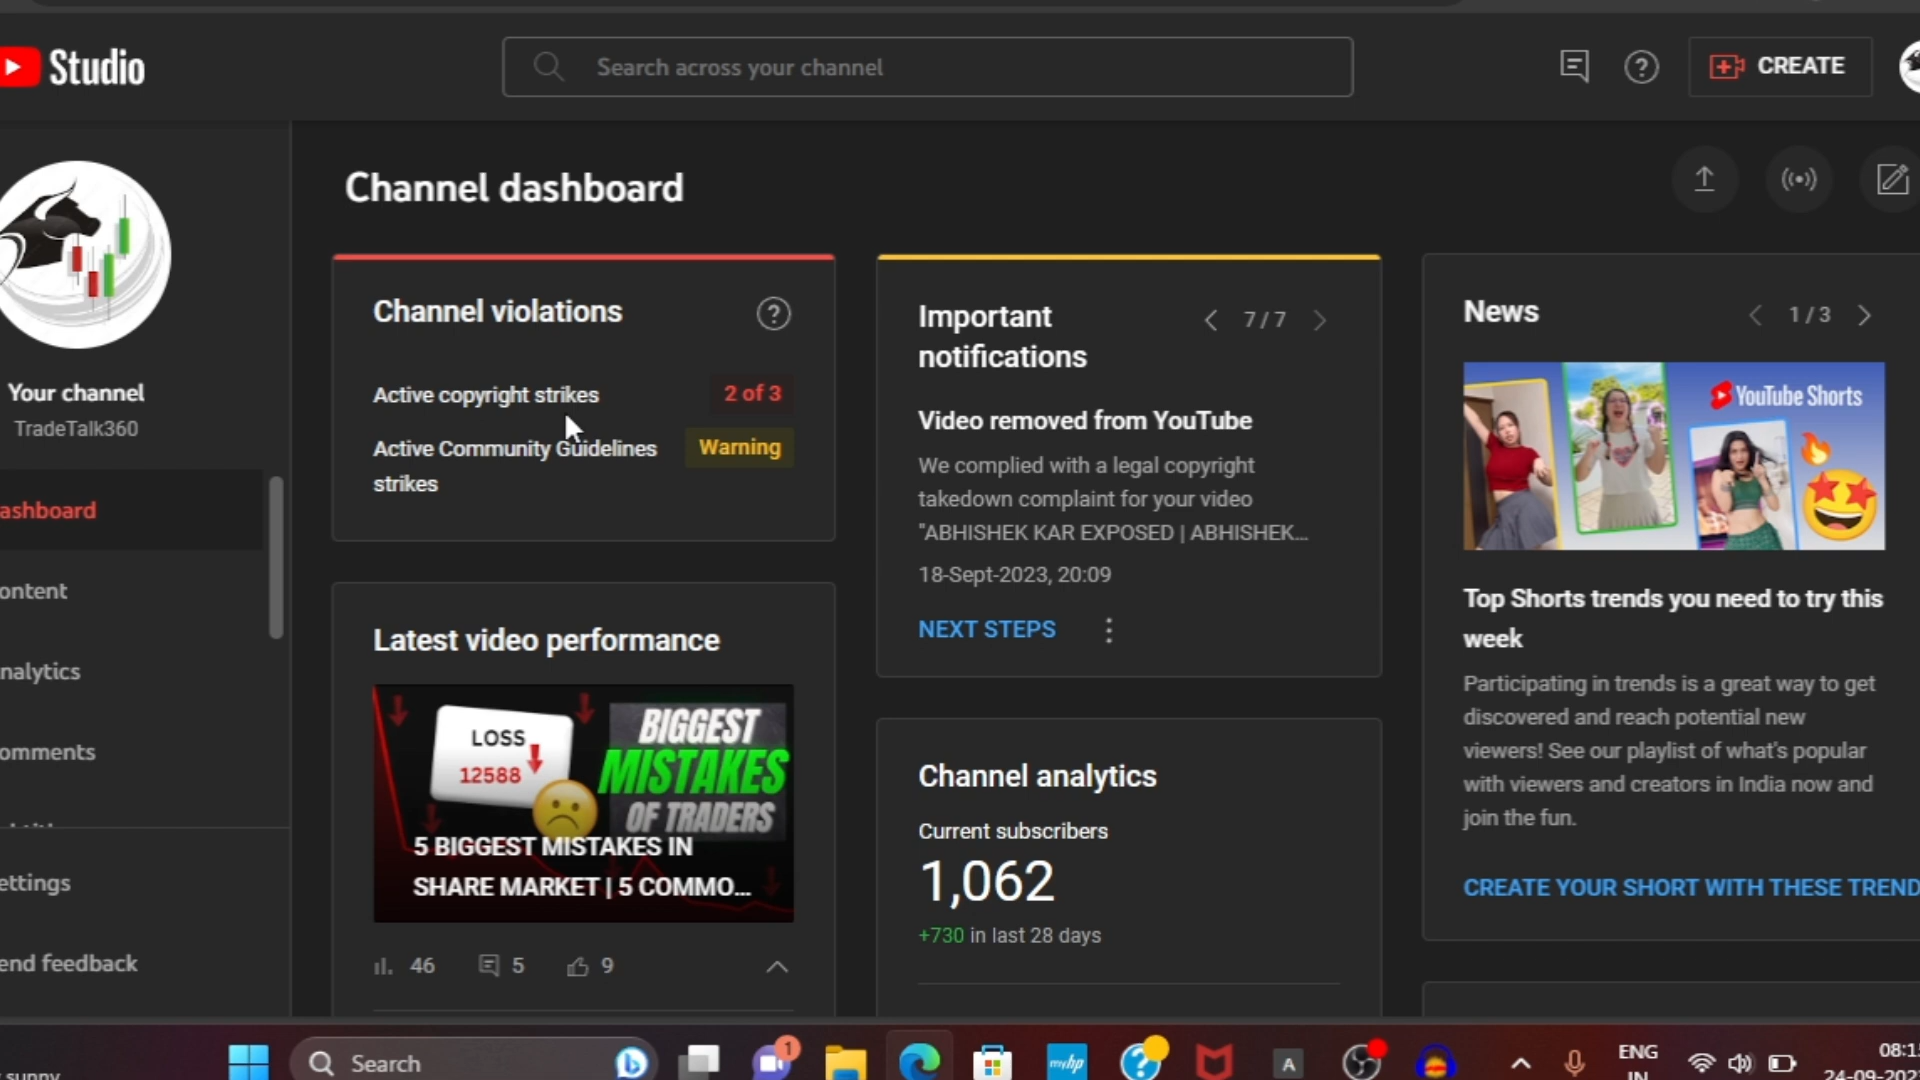 Studio
Search across your channel
CREATE
Your channel
TradeTalk360
ashboard
ontent
nalytics
omments
ettings
end feedback
Channel dashboard
Channel violations
Active copyright strikes 2 of 3
Active Community Guidelines Warning
strikes
Latest video performance
LOSS
12588
BIGGEST
MISTAKES
OF TRADERS
5 BIGGEST MISTAKES IN
SHARE MARKET | 5 COMMO...
46 5 9
Important
notifications
7 / 7
Video removed from YouTube
We complied with a legal copyright
takedown complaint for your video
"ABHISHEK KAR EXPOSED | ABHISHEK...
18-Sept-2023, 20:09
NEXT STEPS
Channel analytics
Current subscribers
1,062
+730 in last 28 days
News
1 / 3
YouTube Shorts
Top Shorts trends you need to try this
week
Participating in trends is a great way to get
discovered and reach potential new
viewers! See our playlist of what's popular
with viewers and creators in India now and
join the fun.
CREATE YOUR SHORT WITH THESE TREND
Search
1
myhp
A
ENG
IN
08:1
24-09-202